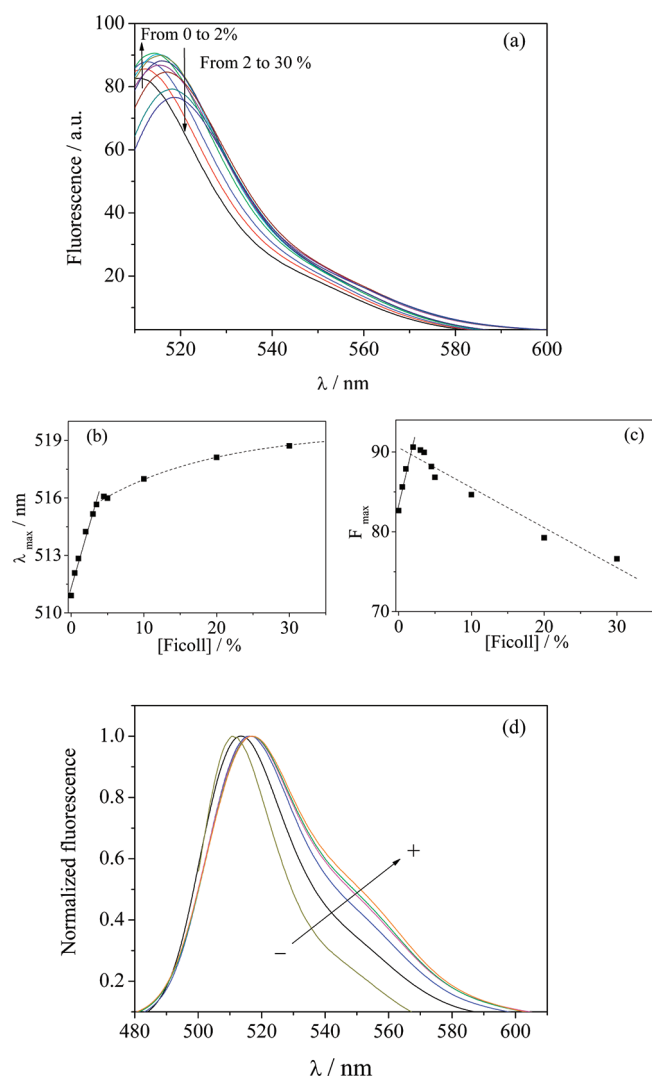 (a)
From 0 to 2%
From 2 to 30 %
Fluorescence / a.u.
100
80
60
40
20
520 540 560 580 600
λ / nm
(b)
λ max / nm
519
516
513
510
0 10 20 30
[Ficoll] / %
(c)
F max
90
80
70
0 10 20 30
[Ficoll] / %
(d)
Normalized fluorescence
1.0
0.8
0.6
0.4
0.2
+
−
480 500 520 540 560 580 600
λ / nm